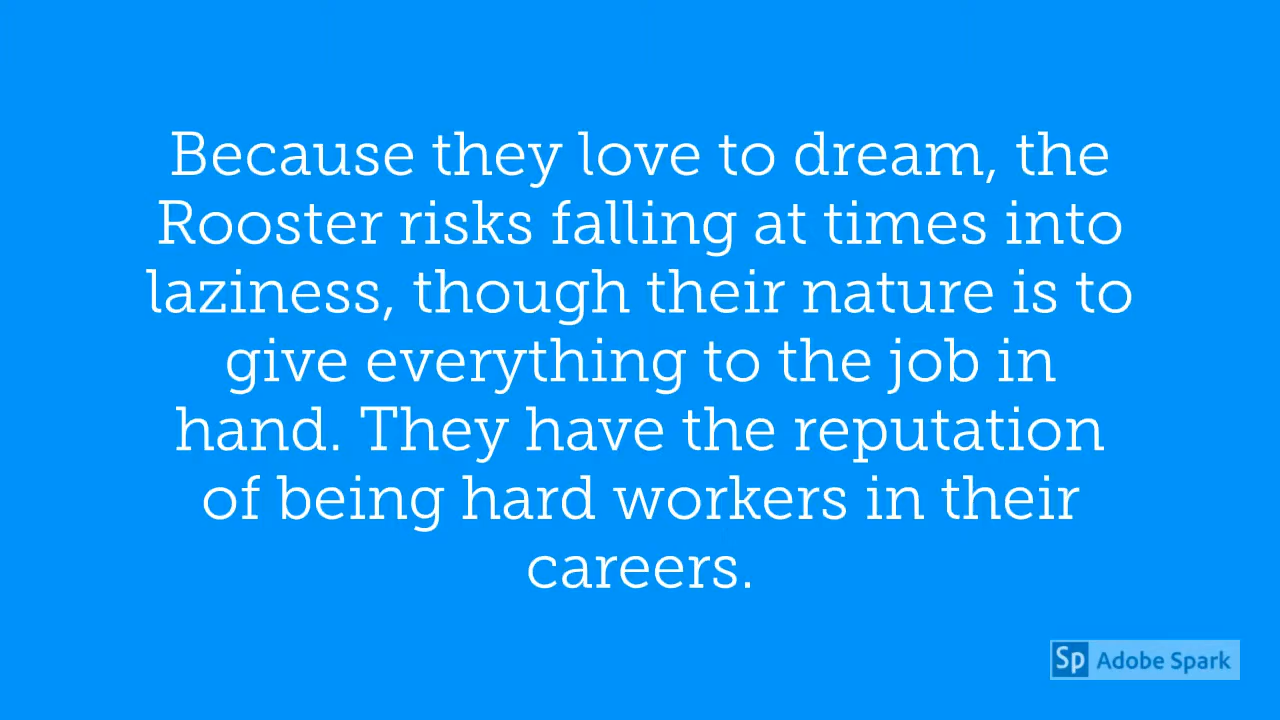 Because they love to dream, the
Rooster risks falling at times into
laziness, though their nature is to
give everything to the job in
hand. They have the reputation
of being hard workers in their
careers.
Sp Adobe Spark